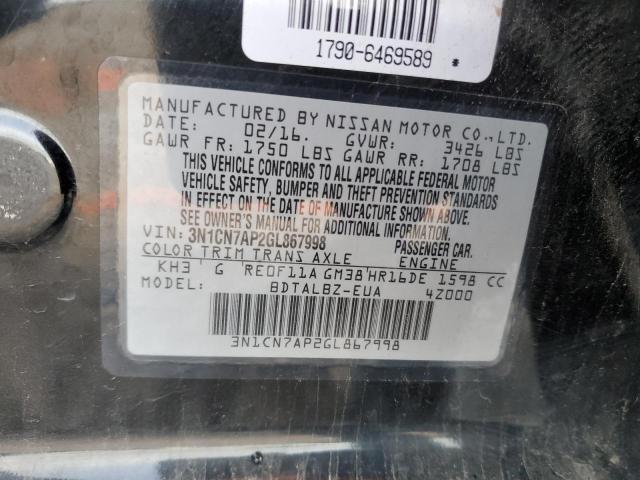 1790-6469589 *
MANUFACTURED BY NISSAN MOTOR CO.,LTD.
DATE: 02/16. GVWR: 3426 LBS
GAWR FR: 1750 LBS GAWR RR: 1708 LBS
THIS VEHICLE CONFORMS TO ALL APPLICABLE FEDERAL MOTOR
VEHICLE SAFETY, BUMPER AND THEFT PREVENTION STANDARDS
IN EFFECT ON THE DATE OF MANUFACTURE SHOWN ABOVE.
SEE OWNER'S MANUAL FOR ADDITIONAL INFORMATION.
VIN: 3N1CN7AP2GL867998 PASSENGER CAR.
COLOR TRIM TRANS AXLE ENGINE
KH3 G RE0F11A GM38 HR16DE 1598 CC
MODEL: BDTALBZ-EUA 4Z000
3N1CN7AP2GL867998